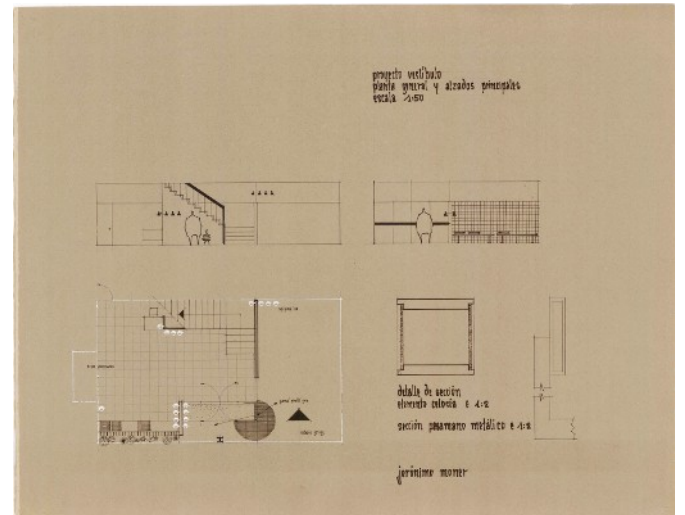 proyecto vestíbulo
planta general y alzados principales
escala 1:50
detalle de sección
elemento celosia e 1:2
sección pasamano metálico e 1:2
jerónimo moner